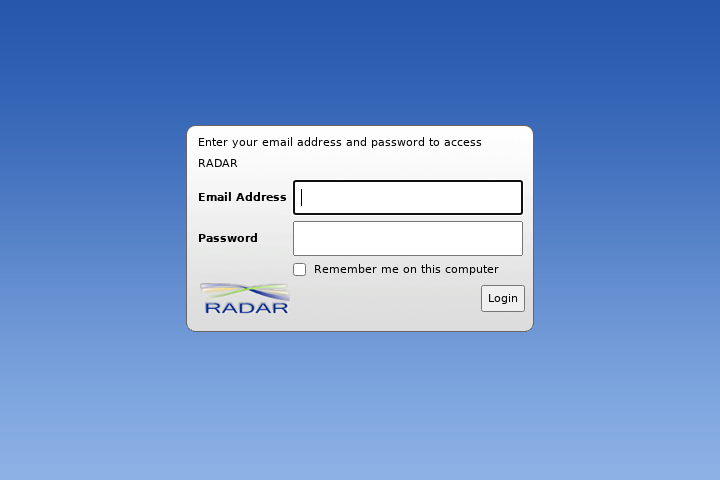 Enter your email address and password to access
RADAR
Email Address
Password
Remember me on this computer
RADAR
Login